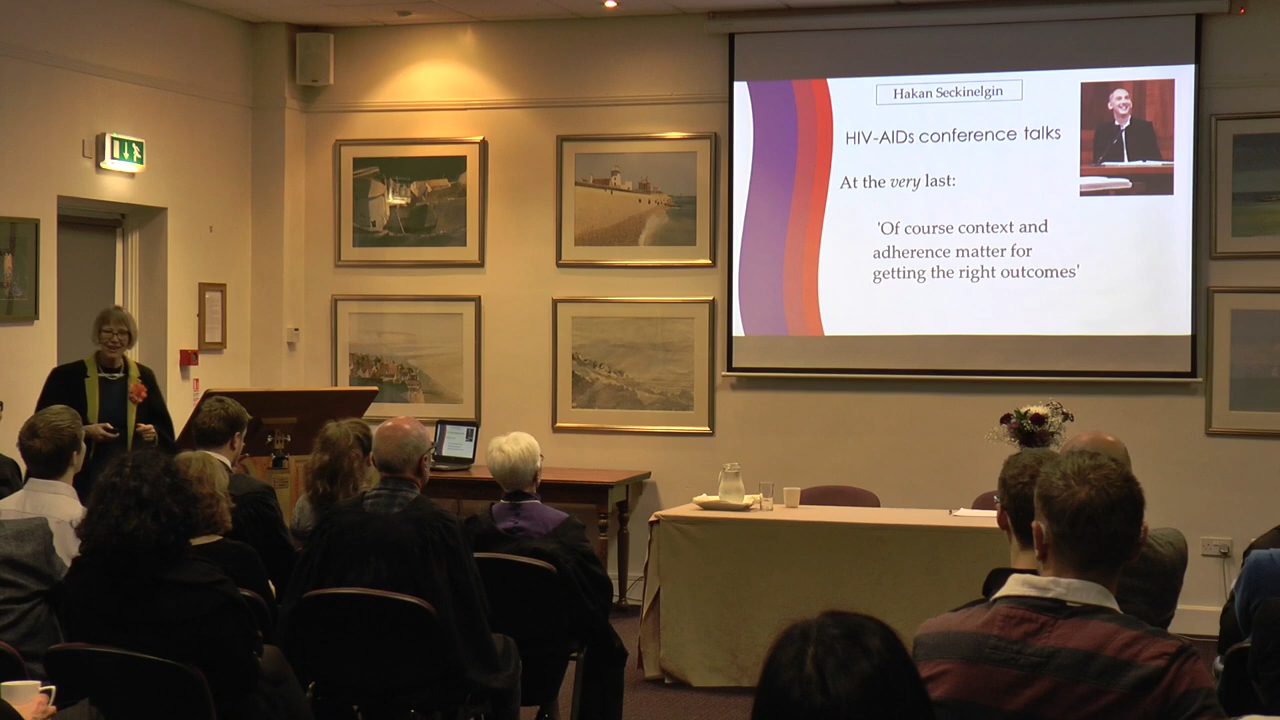 Hakan Seckinelgin
HIV-AIDs conference talks
At the very last:
'Of course context and
adherence matter for
getting the right outcomes'